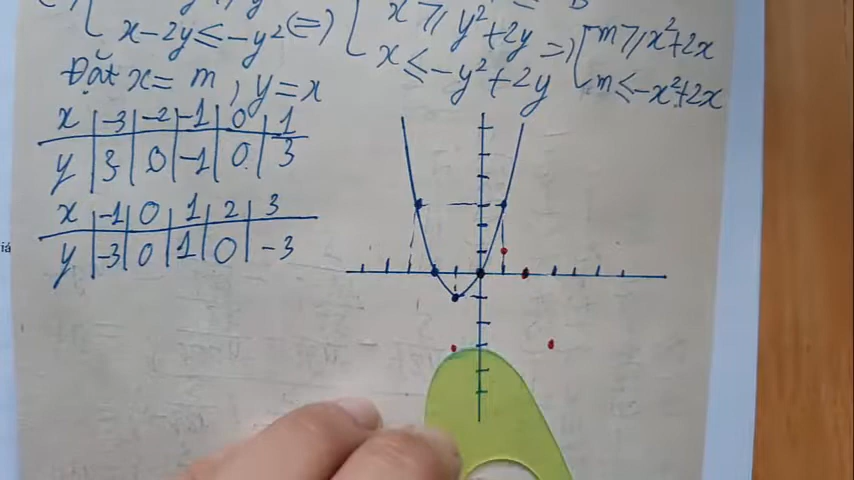 x-2y≤-y² (=) { x ≥ y²+2y =) [ m ≥ x²+2x
x ≤ -y²+2y
m ≤ -x²+2x
Đặt x = m, y = x
x | -3 | -2 | -1 | 0 | 1
y | 3 | 0 | -1 | 0 | 3
x | -1 | 0 | 1 | 2 | 3
y | -3 | 0 | 1 | 0 | -3
iá